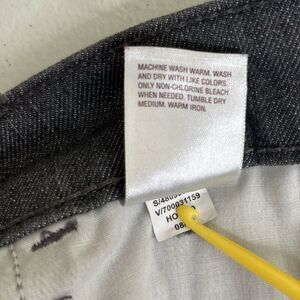 MACHINE WASH WARM. WASH
AND DRY WITH LIKE COLORS.
ONLY NON-CHLORINE BLEACH
WHEN NEEDED. TUMBLE DRY
MEDIUM. WARM IRON.
V/700031159